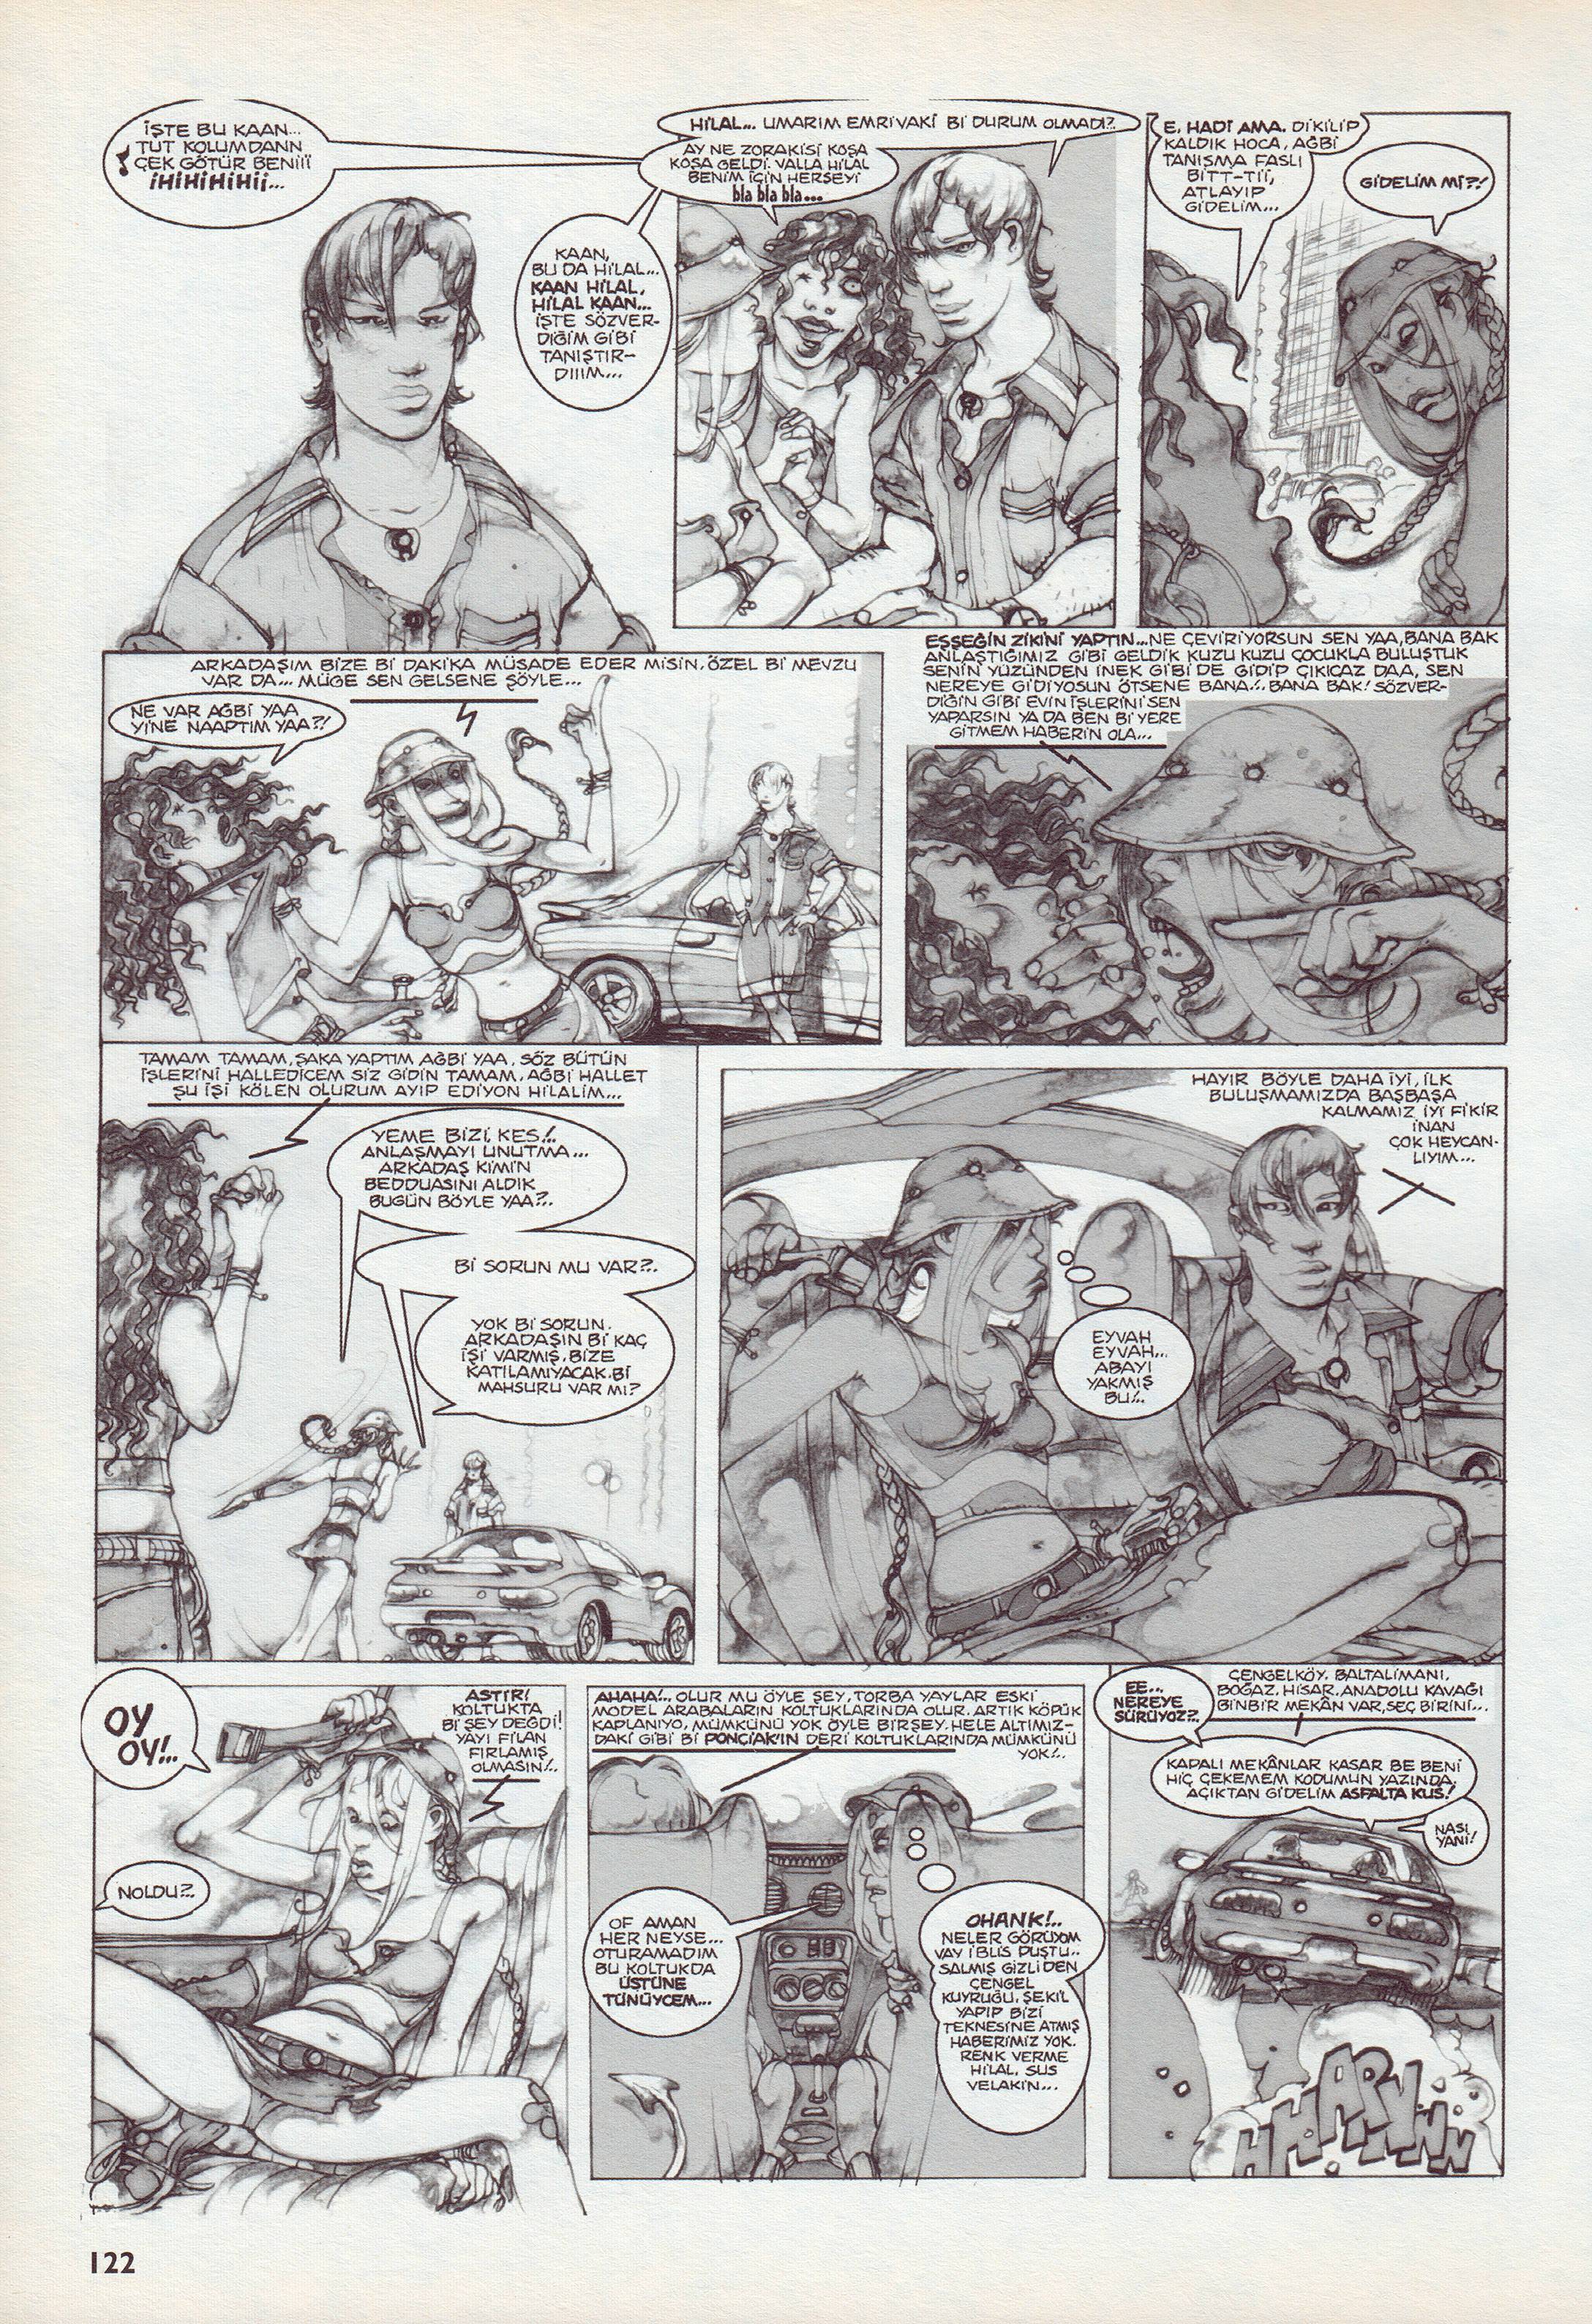 İŞTE BU KAAN...
TUT KOLUMDANN
ÇEK GÖTÜR BENİİİ
İHİHİHİHİİ...
KAAN,
BU DA HİLAL...
KAAN HİLAL,
HİLAL KAAN...
İŞTE SÖZVER-
DİĞİM GİBİ
TANIŞTIR-
DIIIM...
HİLAL... UMARIM EMRİVAKİ Bİ DURUM OLMADI?..
AY NE ZORAKİSİ KOŞA
KOŞA GELDİ. VALLA HİLAL
BENİM İÇİN HERŞEYİ
bla bla bla...
E, HADİ AMA. DİKİLİP
KALDIK HOCA, AĞBİ
TANIŞMA FASLI
BİTT-Tİİ,
ATLAYIP
GİDELİM...
GİDELİM Mİ?!
ARKADAŞIM BİZE Bİ DAKİKA MÜSADE EDER MİSİN, ÖZEL Bİ MEVZU
VAR DA... MÜGE SEN GELSENE ŞÖYLE...
NE VAR AĞBİ YAA
YİNE NAAPTIM YAA?!
EŞŞEĞİN ZİKİNİ YAPTIN...NE ÇEVİRİYORSUN SEN YAA, BANA BAK
ANLAŞTIĞIMIZ GİBİ GELDİK KUZU KUZU ÇOCUKLA BULUŞTUK
SENİN YÜZÜNDEN İNEK GİBİ DE GİDİP ÇIKICAZ DAA, SEN
NEREYE GİDİYOSUN ÖTSENE BANA!.. BANA BAK! SÖZVER-
DİĞİN GİBİ EVİN İŞLERİNİ SEN
YAPARSIN YA DA BEN Bİ YERE
GİTMEM HABERİN OLA...
TAMAM TAMAM, ŞAKA YAPTIM, AĞBİ YAA, SÖZ BÜTÜN
İŞLERİNİ HALLEDİCEM SİZ GİDİN TAMAM, AĞBİ HALLET
ŞU İŞİ KÖLEN OLURUM AYIP EDİYON HİLALİM...
YEME BİZİ, KES!..
ANLAŞMAYI UNUTMA...
ARKADAŞ KİMİN
BEDDUASINI ALDIK
BUGÜN BÖYLE YAA?..
Bİ SORUN MU VAR?..
YOK Bİ SORUN.
ARKADAŞIN Bİ KAÇ
İŞİ VARMIŞ. BİZE
KATILAMIYACAK. Bİ
MAHSURU VAR MI?
HAYIR BÖYLE DAHA İYİ, İLK
BULUŞMAMIZDA BAŞBAŞA
KALMAMIZ İYİ FİKİR
İNAN
ÇOK HEYCAN-
LIYIM...
EYVAH
EYVAH...
ABAYI
YAKMIŞ
BU!..
OY
OY!..
ASTİR!
KOLTUKTA
Bİ ŞEY DEĞDİ!
YAYI FİLAN
FIRLAMIŞ
OLMASIN!..
NOLDU?..
AHAHA!.. OLUR MU ÖYLE ŞEY, TORBA YAYLAR ESKİ
MODEL ARABALARIN KOLTUKLARINDA OLUR. ARTIK KÖPÜK
KAPLANIYO, MÜMKÜNÜ YOK ÖYLE BİRŞEY. HELE ALTIMIZ-
DAKİ GİBİ Bİ PONÇİAK'IN DERİ KOLTUKLARINDA MÜMKÜNÜ
YOK!..
OF AMAN
HER NEYSE...
OTURAMADIM
BU KOLTUKDA
ÜSTÜNE
TÜNÜYCEM...
OHANK!..
NELER GÖRÜYOM
VAY İBLİS PUŞTU..
SALMIŞ GİZLİDEN
ÇENGEL
KUYRUĞU, ŞEKİL
YAPIP BİZİ
TEKNESİNE ATMIŞ
HABERİMİZ YOK.
RENK VERME
HİLAL, SUS
VELAKİN...
EE...
NEREYE
SÜRÜYOZ?..
ÇENGELKÖY, BALTALİMANI,
BOĞAZ, HİSAR, ANADOLU KAVAĞI
BİNBİR MEKÂN VAR, SEÇ BİRİNİ...
KAPALI MEKÂNLAR KASAR BE BENİ
HİÇ ÇEKEMEM KODUMUN YAZINDA.
AÇIKTAN GİDELİM ASFALTA KUS!
NASI
YANİ!
HHARYNNN
122